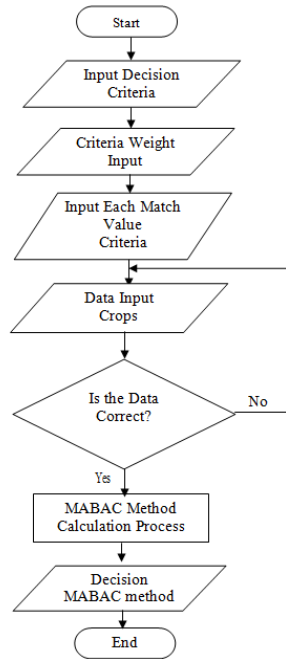 Start
Input Decision
Criteria
Criteria Weight
Input
Input Each Match
Value
Criteria
Data Input
Crops
Is the Data
Correct?
No
Yes
MABAC Method
Calculation Process
Decision
MABAC method
End